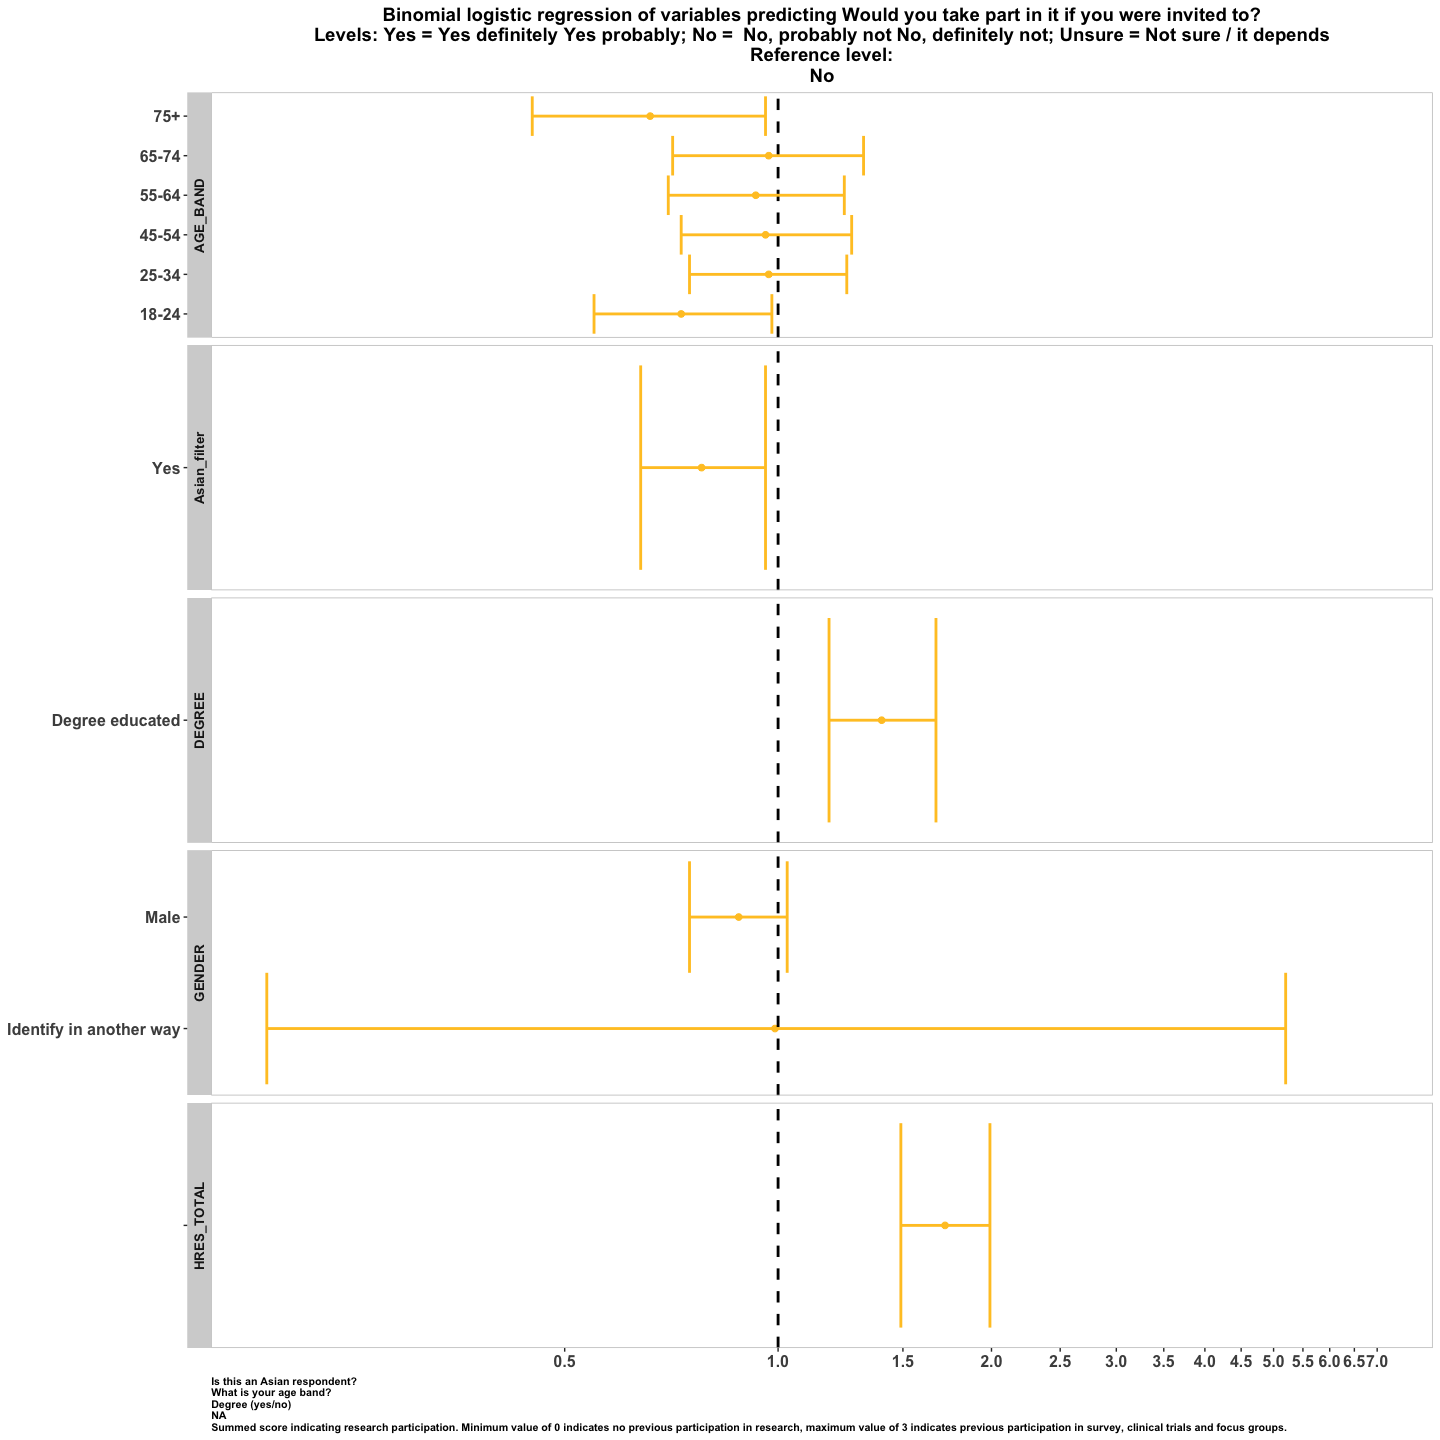 Binomial logistic regression of variables predicting Would you take part in it if you were invited to?
Levels: Yes = Yes definitely Yes probably; No =  No, probably not No, definitely not; Unsure = Not sure / it depends
Reference level:
No
AGE_BAND
75+
65-74
55-64
45-54
25-34
18-24
Asian_filter
Yes
DEGREE
Degree educated
GENDER
Male
Identify in another way
HRES_TOTAL
0.5 1.0 1.5 2.0 2.5 3.0 3.5 4.0 4.5 5.0 5.5 6.0 6.5 7.0
Is this an Asian respondent?
What is your age band?
Degree (yes/no)
NA
Summed score indicating research participation. Minimum value of 0 indicates no previous participation in research, maximum value of 3 indicates previous participation in survey, clinical trials and focus groups.